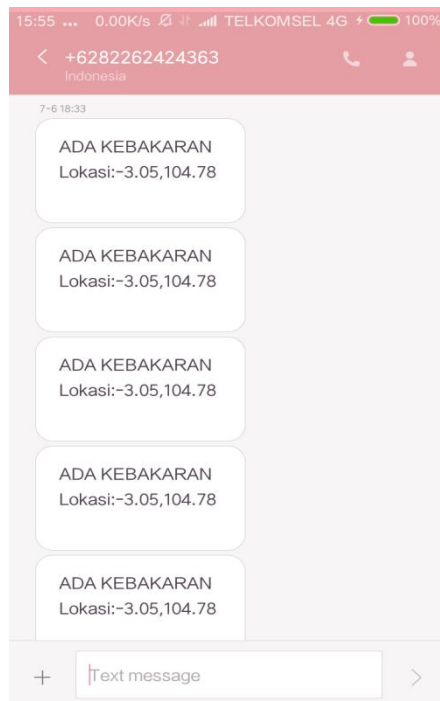 15:55 ... 0.00K/s TELKOMSEL 4G 100%
+6282262424363
Indonesia
7-6 18:33
ADA KEBAKARAN
Lokasi:-3.05,104.78
ADA KEBAKARAN
Lokasi:-3.05,104.78
ADA KEBAKARAN
Lokasi:-3.05,104.78
ADA KEBAKARAN
Lokasi:-3.05,104.78
ADA KEBAKARAN
Lokasi:-3.05,104.78
Text message